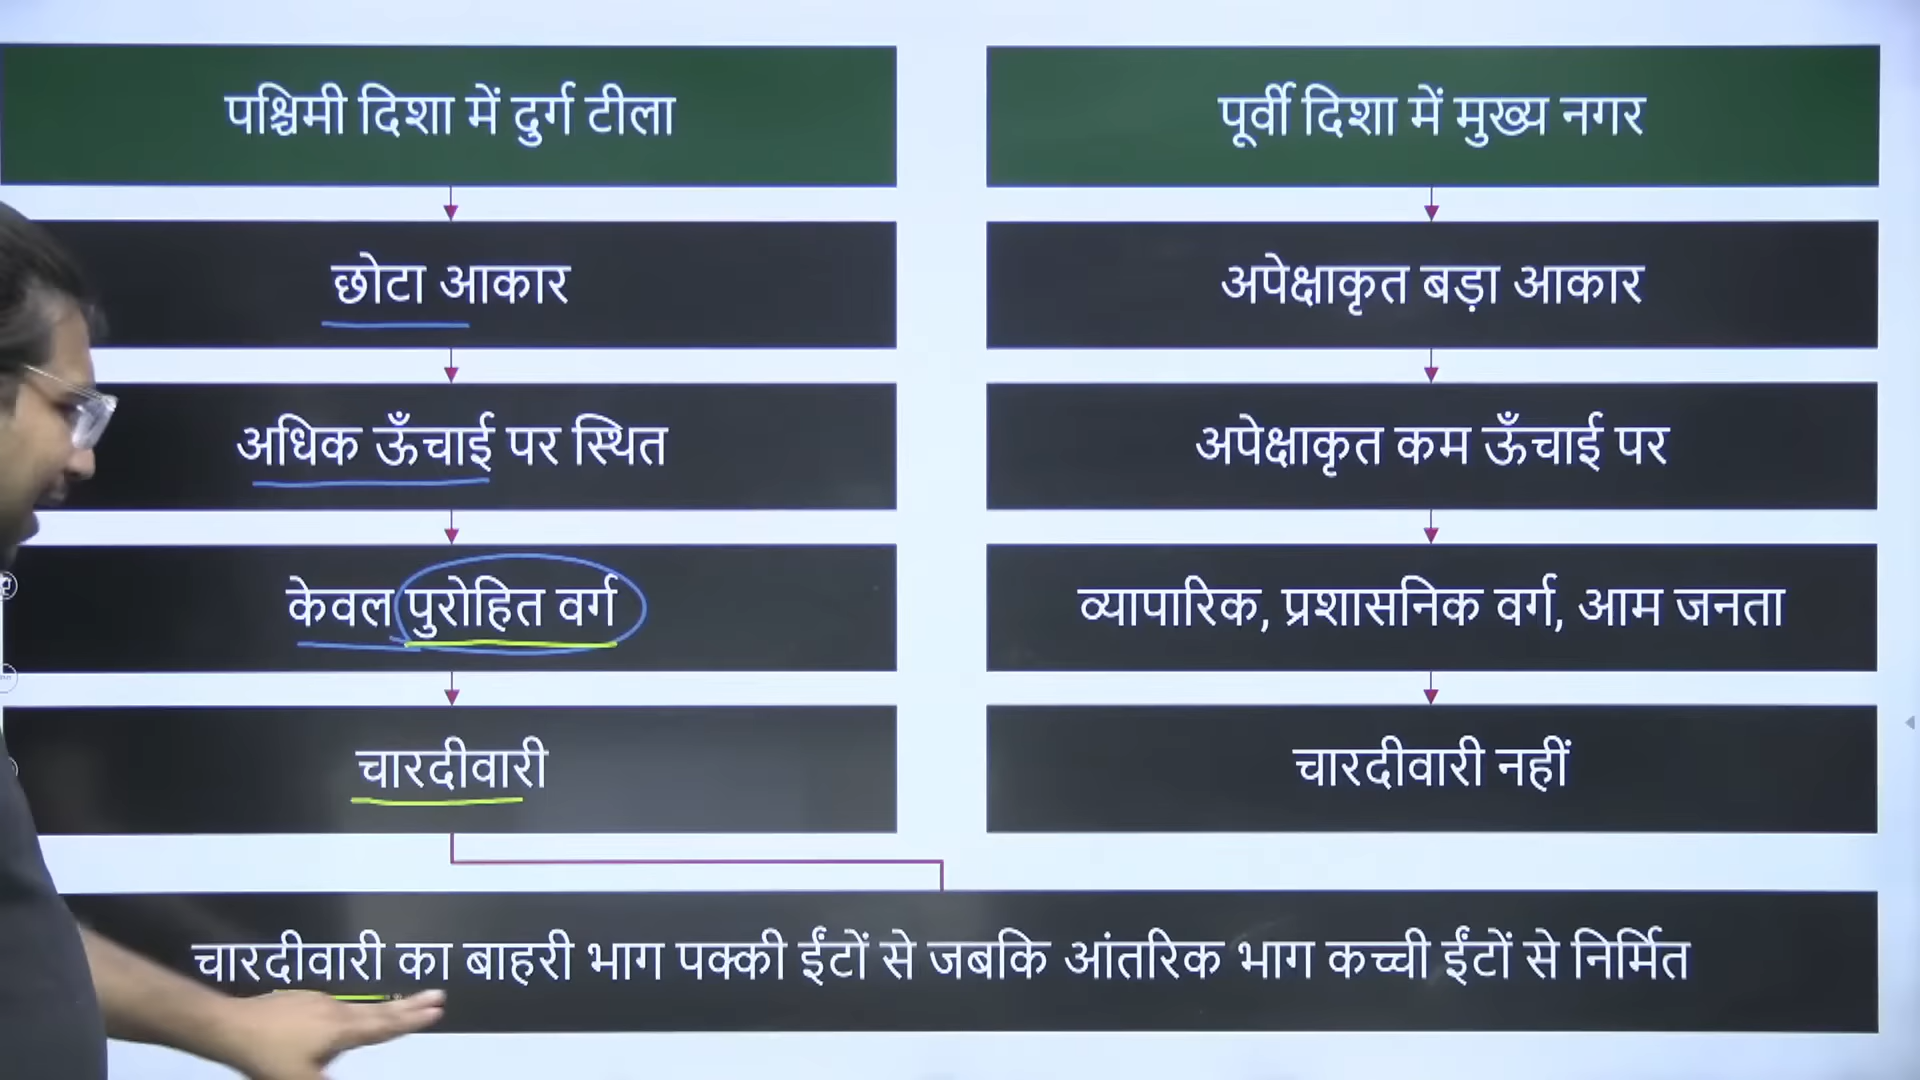 पश्चिमी दिशा में दुर्ग टीला
छोटा आकार
अधिक ऊँचाई पर स्थित
केवल पुरोहित वर्ग
चारदीवारी
पूर्वी दिशा में मुख्य नगर
अपेक्षाकृत बड़ा आकार
अपेक्षाकृत कम ऊँचाई पर
व्यापारिक, प्रशासनिक वर्ग, आम जनता
चारदीवारी नहीं
चारदीवारी का बाहरी भाग पक्की ईंटों से जबकि आंतरिक भाग कच्ची ईंटों से निर्मित